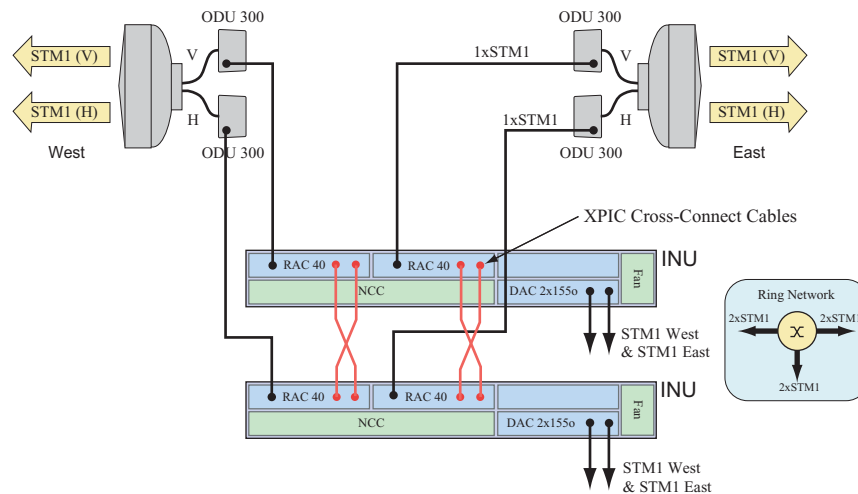 ODU 300
ODU 300
STM1 (V)
V
1xSTM1
V
STM1 (V)
STM1 (H)
H
1xSTM1
H
STM1 (H)
West
ODU 300
ODU 300
East
XPIC Cross-Connect Cables
RAC 40
RAC 40
INU
NCC
DAC 2x155o
Fan
STM1 West
& STM1 East
Ring Network
2xSTM1
2xSTM1
2xSTM1
RAC 40
RAC 40
INU
NCC
DAC 2x155o
Fan
STM1 West
& STM1 East